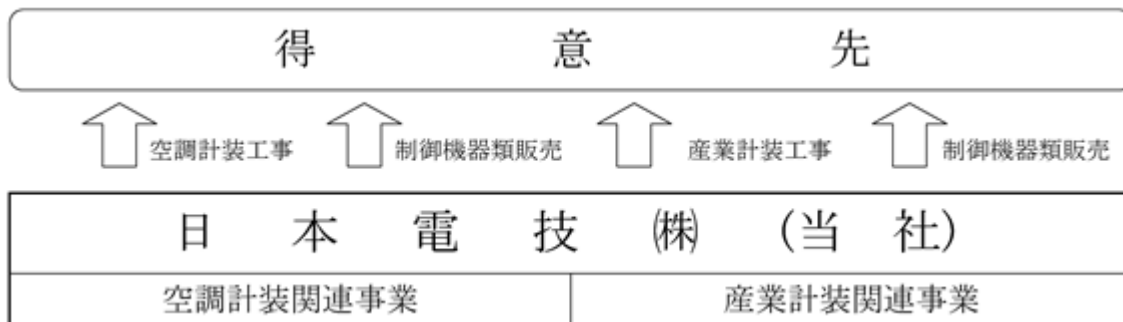 得意先
空調計装工事 制御機器類販売 産業計装工事 制御機器類販売
日本電技㈱(当社)
空調計装関連事業 産業計装関連事業